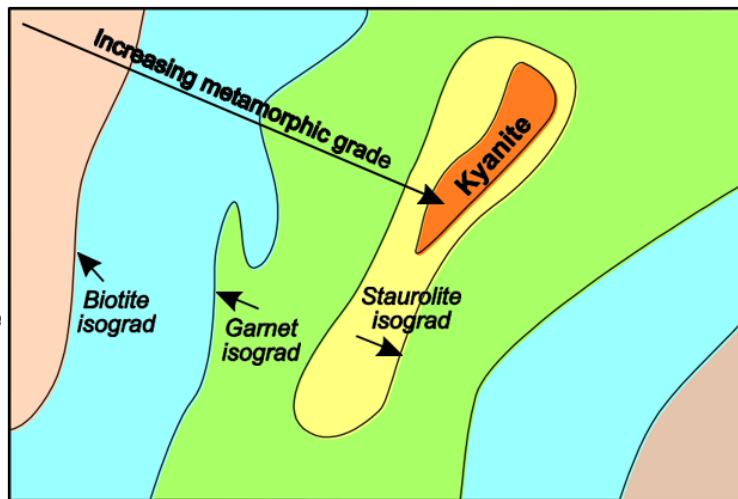 Increasing metamorphic grade
Kyanite
Biotite
isograd
Garnet
isograd
Staurolite
isograd